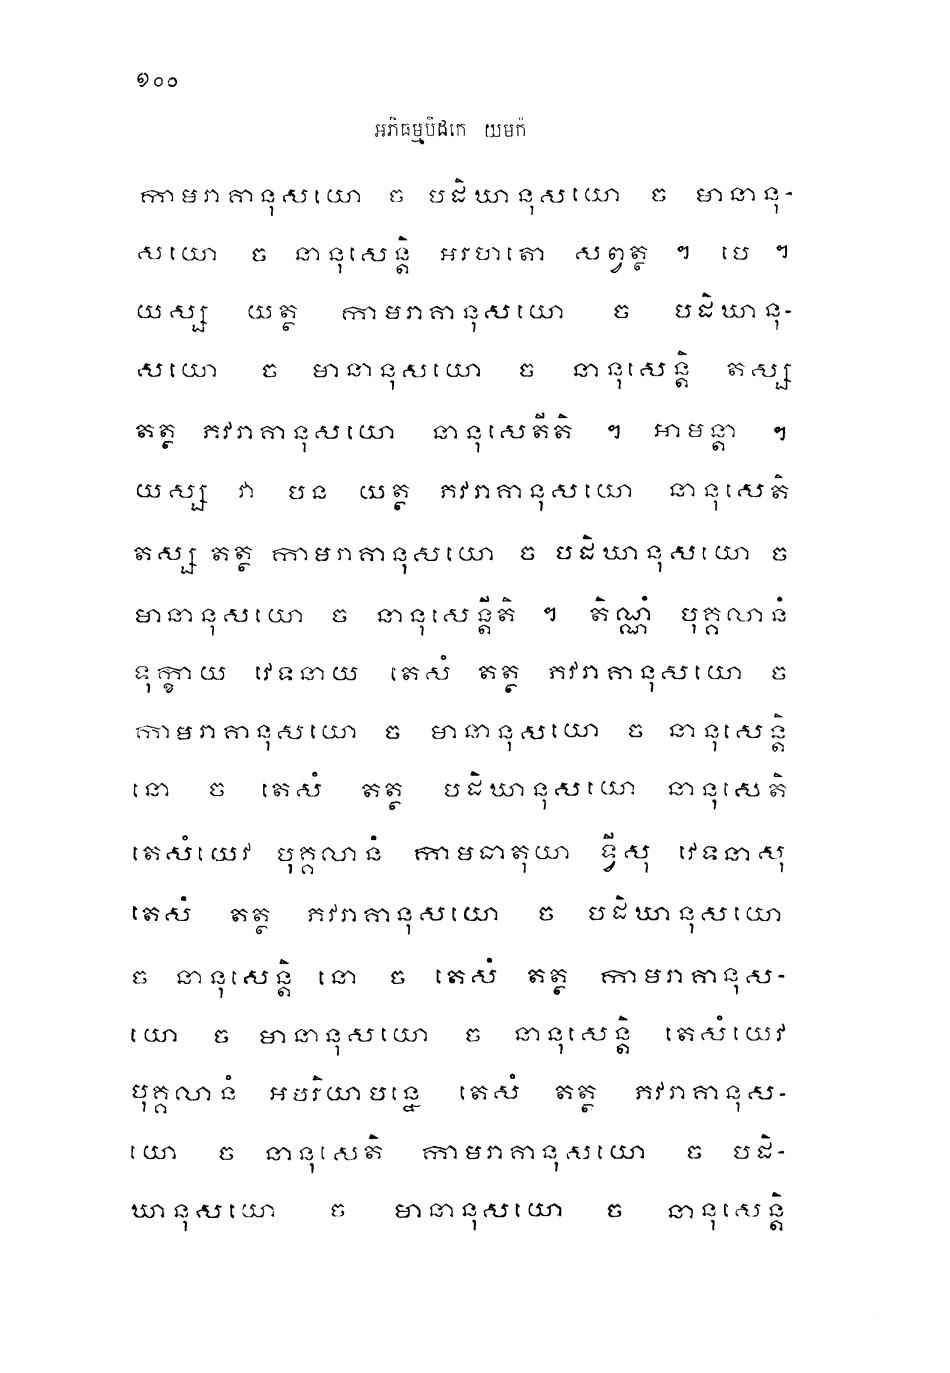 ១០០
អភិធម្មបិដកេ យមកំ
កាមរាគានុសយោ ច បដិឃានុសយោ ច មានានុ-
សយោ ច នានុសេន្តិ អរហតោ សព្វត្ថ ។ បេ ។
យស្ស យត្ថ កាមរាគានុសយោ ច បដិឃានុ-
សយោ ច មានានុសយោ ច នានុសេន្តិ តស្ស
តត្ថ ភវរាគានុសយោ នានុសេតីតិ ។ អាមន្តា ។
យស្ស វា បន យត្ថ ភវរាគានុសយោ នានុសេតិ
តស្ស តត្ថ កាមរាគានុសយោ ច បដិឃានុសយោ ច
មានានុសយោ ច នានុសេន្តីតិ ។ តិណ្ណំ បុគ្គលានំ
ទុក្ខាយ វេទនាយ តេសំ តត្ថ ភវរាគានុសយោ ច
កាមរាគានុសយោ ច មានានុសយោ ច នានុសេន្តិ
នោ ច តេសំ តត្ថ បដិឃានុសយោ នានុសេតិ
តេសំយេវ បុគ្គលានំ កាមធាតុយា ទ្វីសុ វេទនាសុ
តេសំ តត្ថ ភវរាគានុសយោ ច បដិឃានុសយោ
ច នានុសេន្តិ នោ ច តេសំ តត្ថ កាមរាគានុស-
យោ ច មានានុសយោ ច នានុសេន្តិ តេសំយេវ
បុគ្គលានំ អបរិយាបន្នេ តេសំ តត្ថ ភវរាគានុស-
យោ ច នានុសេតិ កាមរាគានុសយោ ច បដិ-
ឃានុសយោ ច មានានុសយោ ច នានុសេន្តិ